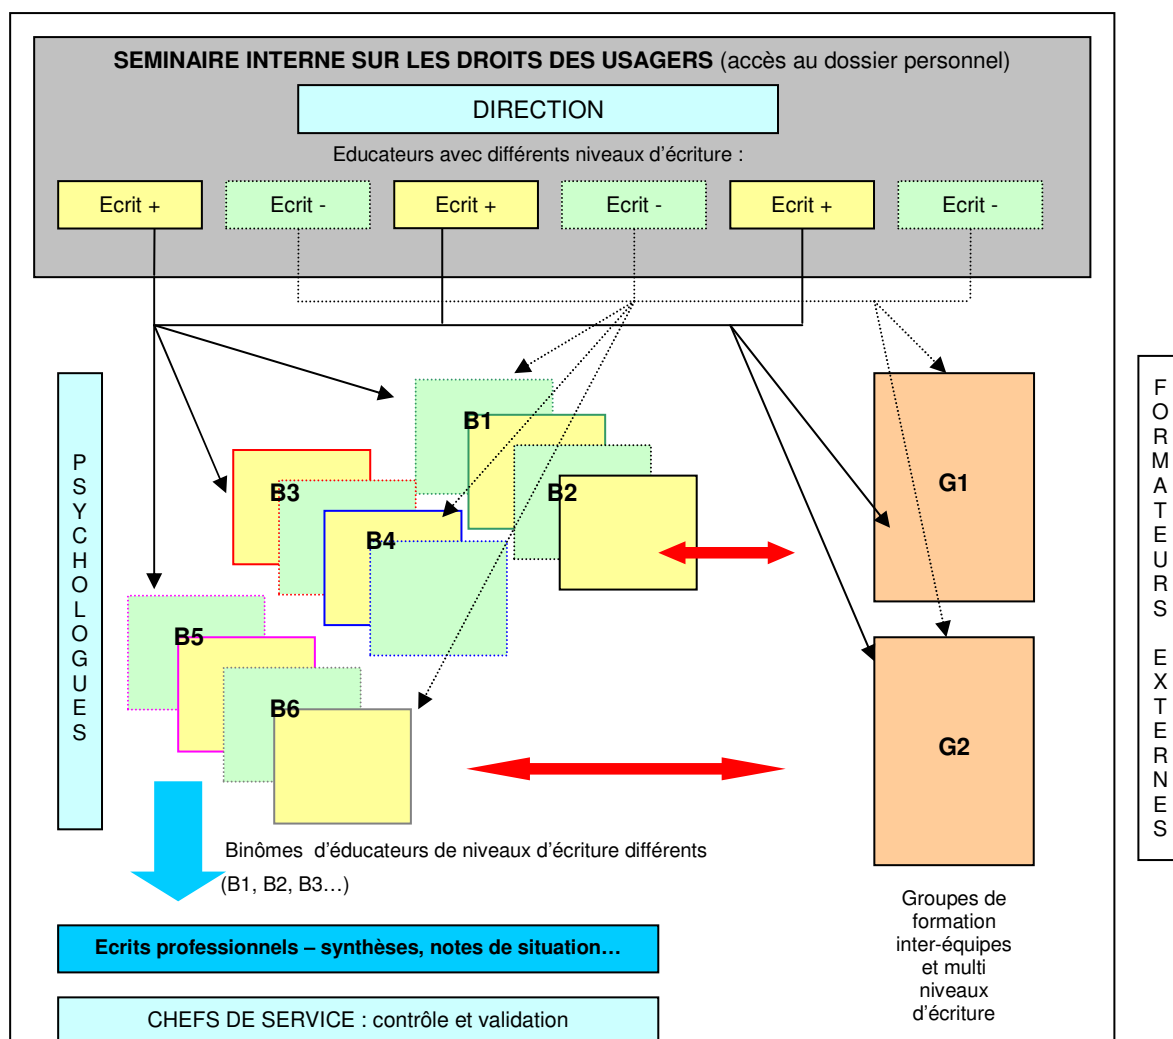 SEMINAIRE INTERNE SUR LES DROITS DES USAGERS (accès au dossier personnel)
DIRECTION
Educateurs avec différents niveaux d’écriture :
Ecrit +
Ecrit -
Ecrit +
Ecrit -
Ecrit +
Ecrit -
PSYCHOLOGUES
B1
B2
B3
B4
B5
B6
G1
G2
FORMATEURS EXTERNES
Binômes d’éducateurs de niveaux d’écriture différents
(B1, B2, B3…)
Groupes de
formation
inter-équipes
et multi
niveaux
d’écriture
Ecrits professionnels – synthèses, notes de situation…
CHEFS DE SERVICE : contrôle et validation